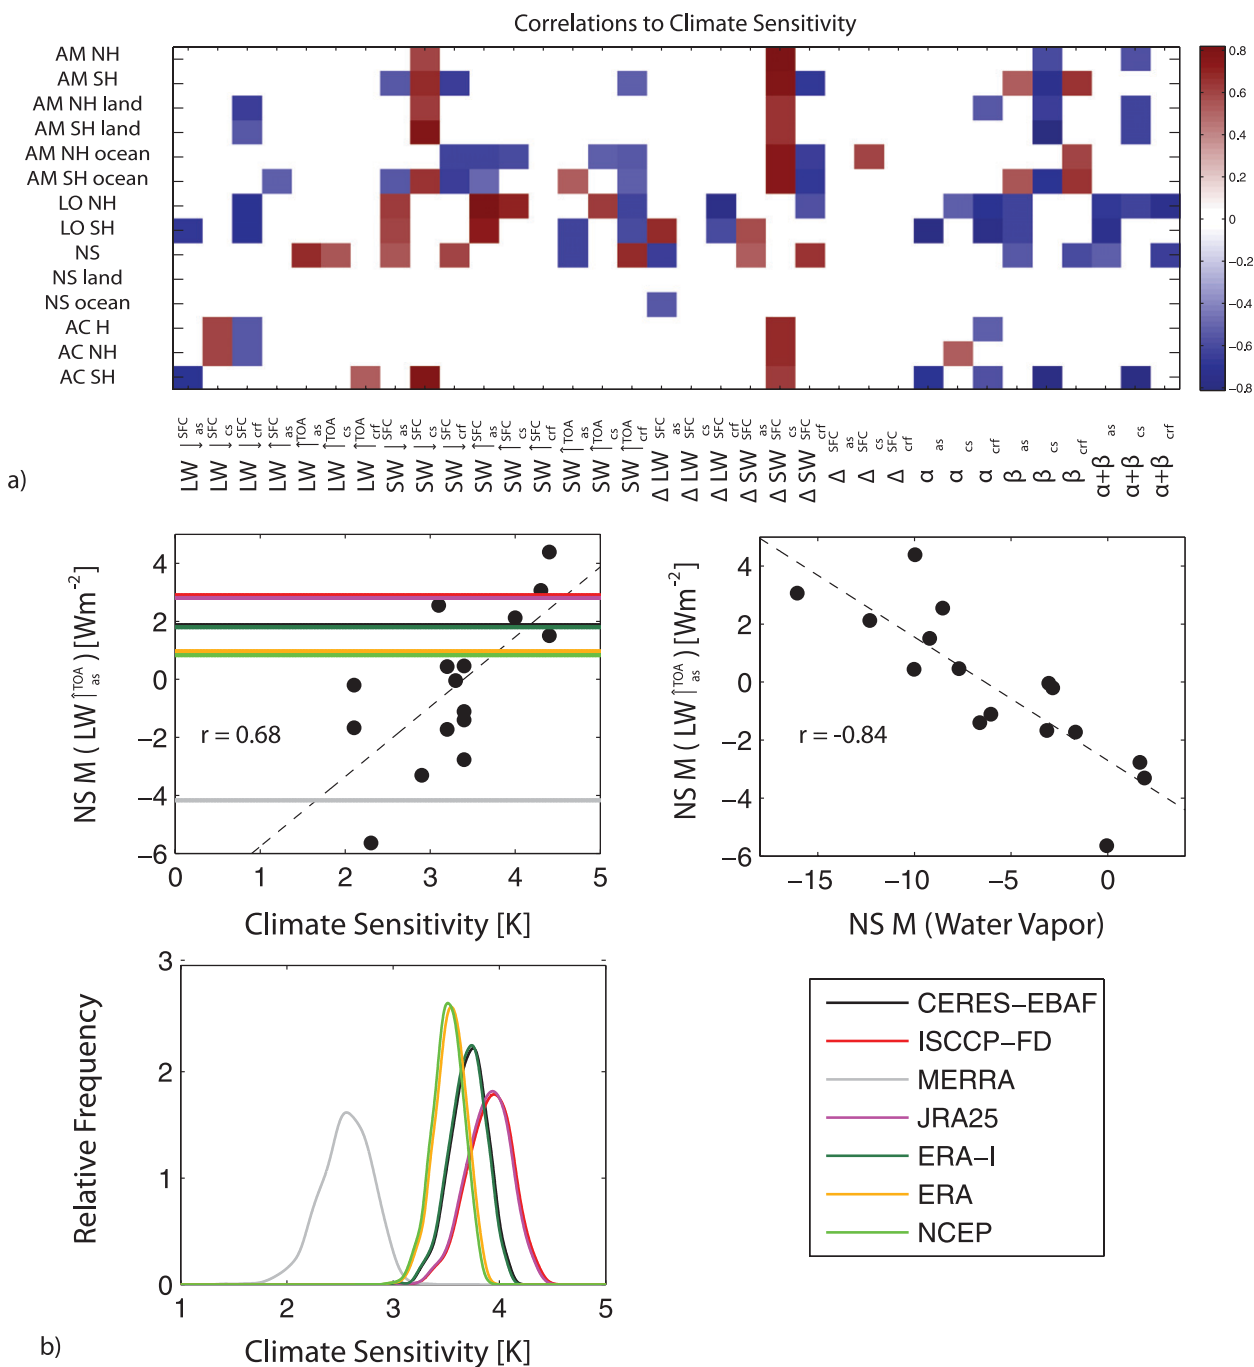 Correlations to Climate Sensitivity
AM NH
AM SH
AM NH land
AM SH land
AM NH ocean
AM SH ocean
LO NH
LO SH
NS
NS land
NS ocean
AC H
AC NH
AC SH
0.8
0.6
0.4
0.2
0
−0.2
−0.4
−0.6
−0.8
LW↓SFC as
LW↓SFC cs
LW↓SFC crf
LW↑SFC as
LW↑TOA as
LW↑TOA cs
LW↑TOA crf
SW↓SFC as
SW↓SFC cs
SW↓SFC crf
SW↑SFC as
SW↑SFC cs
SW↑SFC crf
SW↑TOA as
SW↑TOA cs
SW↑TOA crf
Δ LW SFC as
Δ LW SFC cs
Δ LW SFC crf
Δ SW SFC as
Δ SW SFC cs
Δ SW SFC crf
Δ SFC as
Δ SFC cs
Δ SFC crf
α as
α cs
α crf
β as
β cs
β crf
α+β as
α+β cs
α+β crf
a)
NS M ( LW↑TOA as ) [Wm-2]
4
2
0
−2
−4
−6
r = 0.68
0 1 2 3 4 5
Climate Sensitivity [K]
NS M ( LW↑TOA as ) [Wm-2]
4
2
0
−2
−4
−6
r = -0.84
−15 −10 −5 0
NS M (Water Vapor)
Relative Frequency
3
2
1
0
1 2 3 4 5
Climate Sensitivity [K]
CERES−EBAF
ISCCP−FD
MERRA
JRA25
ERA−I
ERA
NCEP
b)